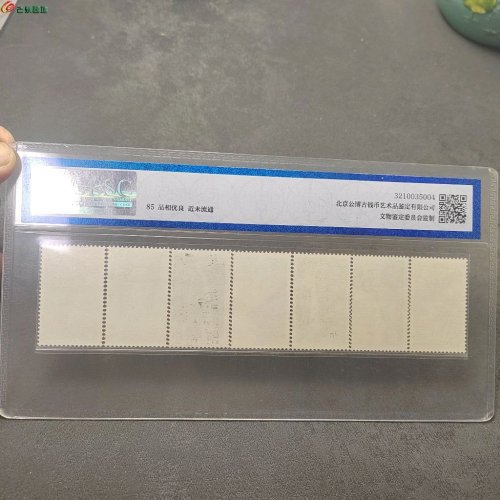 3210035004
85 品相优良 近未流通
北京公博古钱币艺术品鉴定有限公司
文物鉴定委员会监制